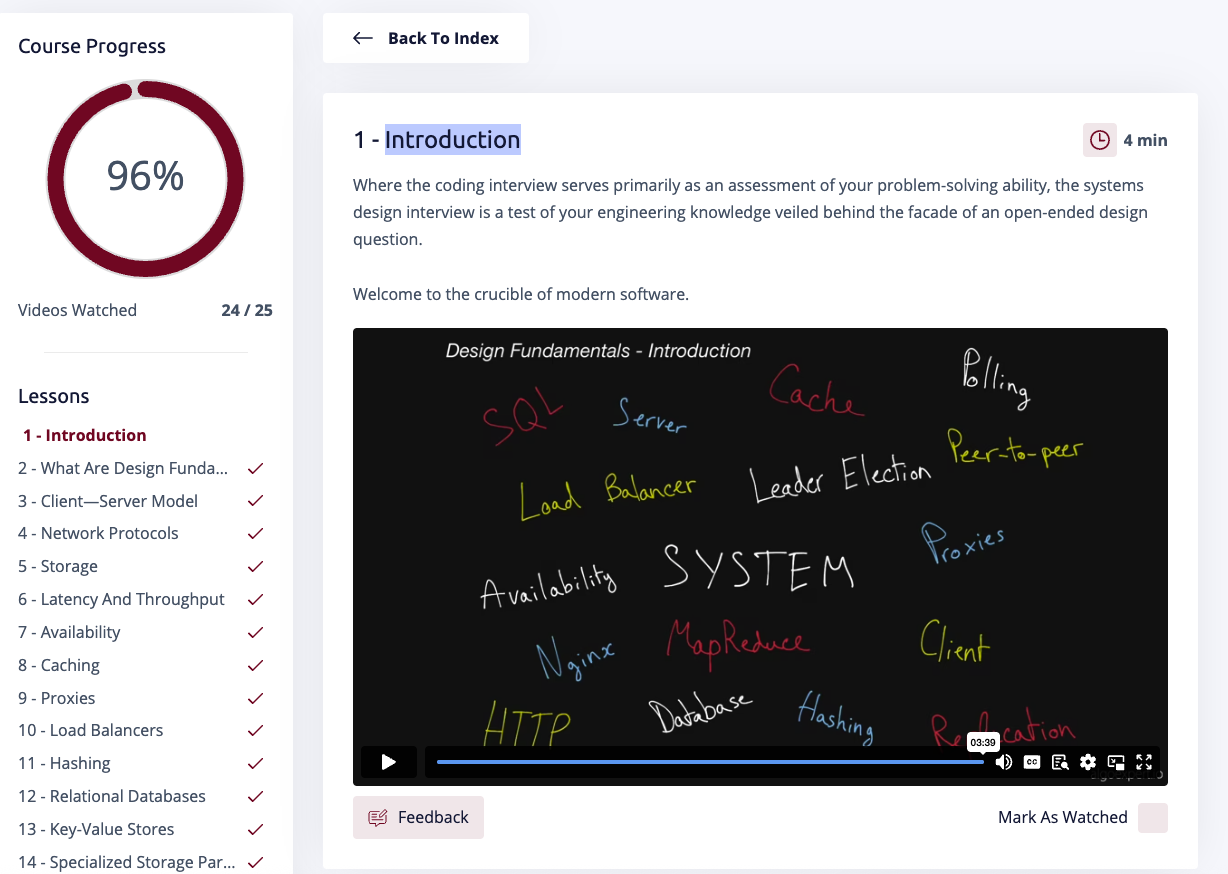 Course Progress
96%
Videos Watched 24 / 25
Lessons
1 - Introduction
2 - What Are Design Funda...
3 - Client—Server Model
4 - Network Protocols
5 - Storage
6 - Latency And Throughput
7 - Availability
8 - Caching
9 - Proxies
10 - Load Balancers
11 - Hashing
12 - Relational Databases
13 - Key-Value Stores
14 - Specialized Storage Par...
Back To Index
1 - Introduction
4 min
Where the coding interview serves primarily as an assessment of your problem-solving ability, the systems
design interview is a test of your engineering knowledge veiled behind the facade of an open-ended design
question.
Welcome to the crucible of modern software.
Design Fundamentals - Introduction
SQL Server Cache Polling
Load Balancer Leader Election Peer-to-peer
Availability SYSTEM Proxies
Nginx MapReduce Client
HTTP Database Hashing
03:39
CC
Feedback
Mark As Watched